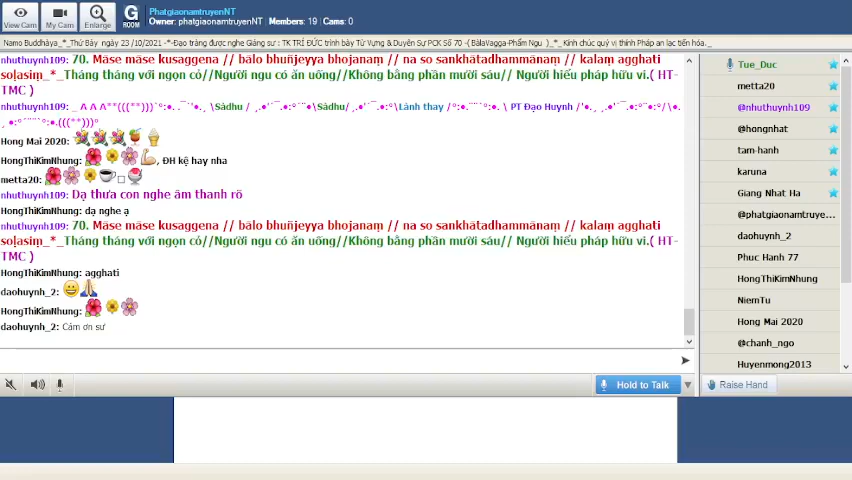 View Cam
My Cam
Enlarge
G
ROOM
PhatgiaonamtruyenNT
Owner: phatgiaonamtruyenNT Members: 19 | Cams: 0
Namo Buddhàya_*_Thứ Bảy ngày 23 /10/2021 -*-Đạo tràng được nghe Giảng sư : TK TRÍ ĐỨC trình bày Từ Vựng & Duyên Sự PCK Số 70 -( BàlaVagga-Phẩm Ngu )_*_ Kính chúc quý vị thính Pháp an lạc tiến hóa._
nhuthuynh109: 70. Māse māse kusaggena // bālo bhuñjeyya bhojanaṃ // na so sankhātadhammānaṃ // kalaṃ agghati
soḷasiṃ_*_Tháng tháng với ngọn cỏ//Người ngu có ăn uống//Không bằng phần mười sáu// Người hiểu pháp hữu vi.( HT-
TMC )
Hong Mai 2020:
HongThiKimNhung: , ĐH kệ hay nha
metta20:
nhuthuynh109: Dạ thưa con nghe âm thanh rõ
HongThiKimNhung: dạ nghe ạ
nhuthuynh109: 70. Māse māse kusaggena // bālo bhuñjeyya bhojanaṃ // na so sankhātadhammānaṃ // kalaṃ agghati
soḷasiṃ_*_Tháng tháng với ngọn cỏ//Người ngu có ăn uống//Không bằng phần mười sáu// Người hiểu pháp hữu vi.( HT-
TMC )
HongThiKimNhung: agghati
daohuynh_2:
HongThiKimNhung:
daohuynh_2: Cám ơn sư
Hold to Talk
Raise Hand
Tue_Duc
metta20
@nhuthuynh109
@hongnhat
tam-hanh
karuna
Giang Nhat Ha
@phatgiaonamtruye...
daohuynh_2
Phuc Hanh 77
HongThiKimNhung
NiemTu
Hong Mai 2020
@chanh_ngo
Huyenmong2013